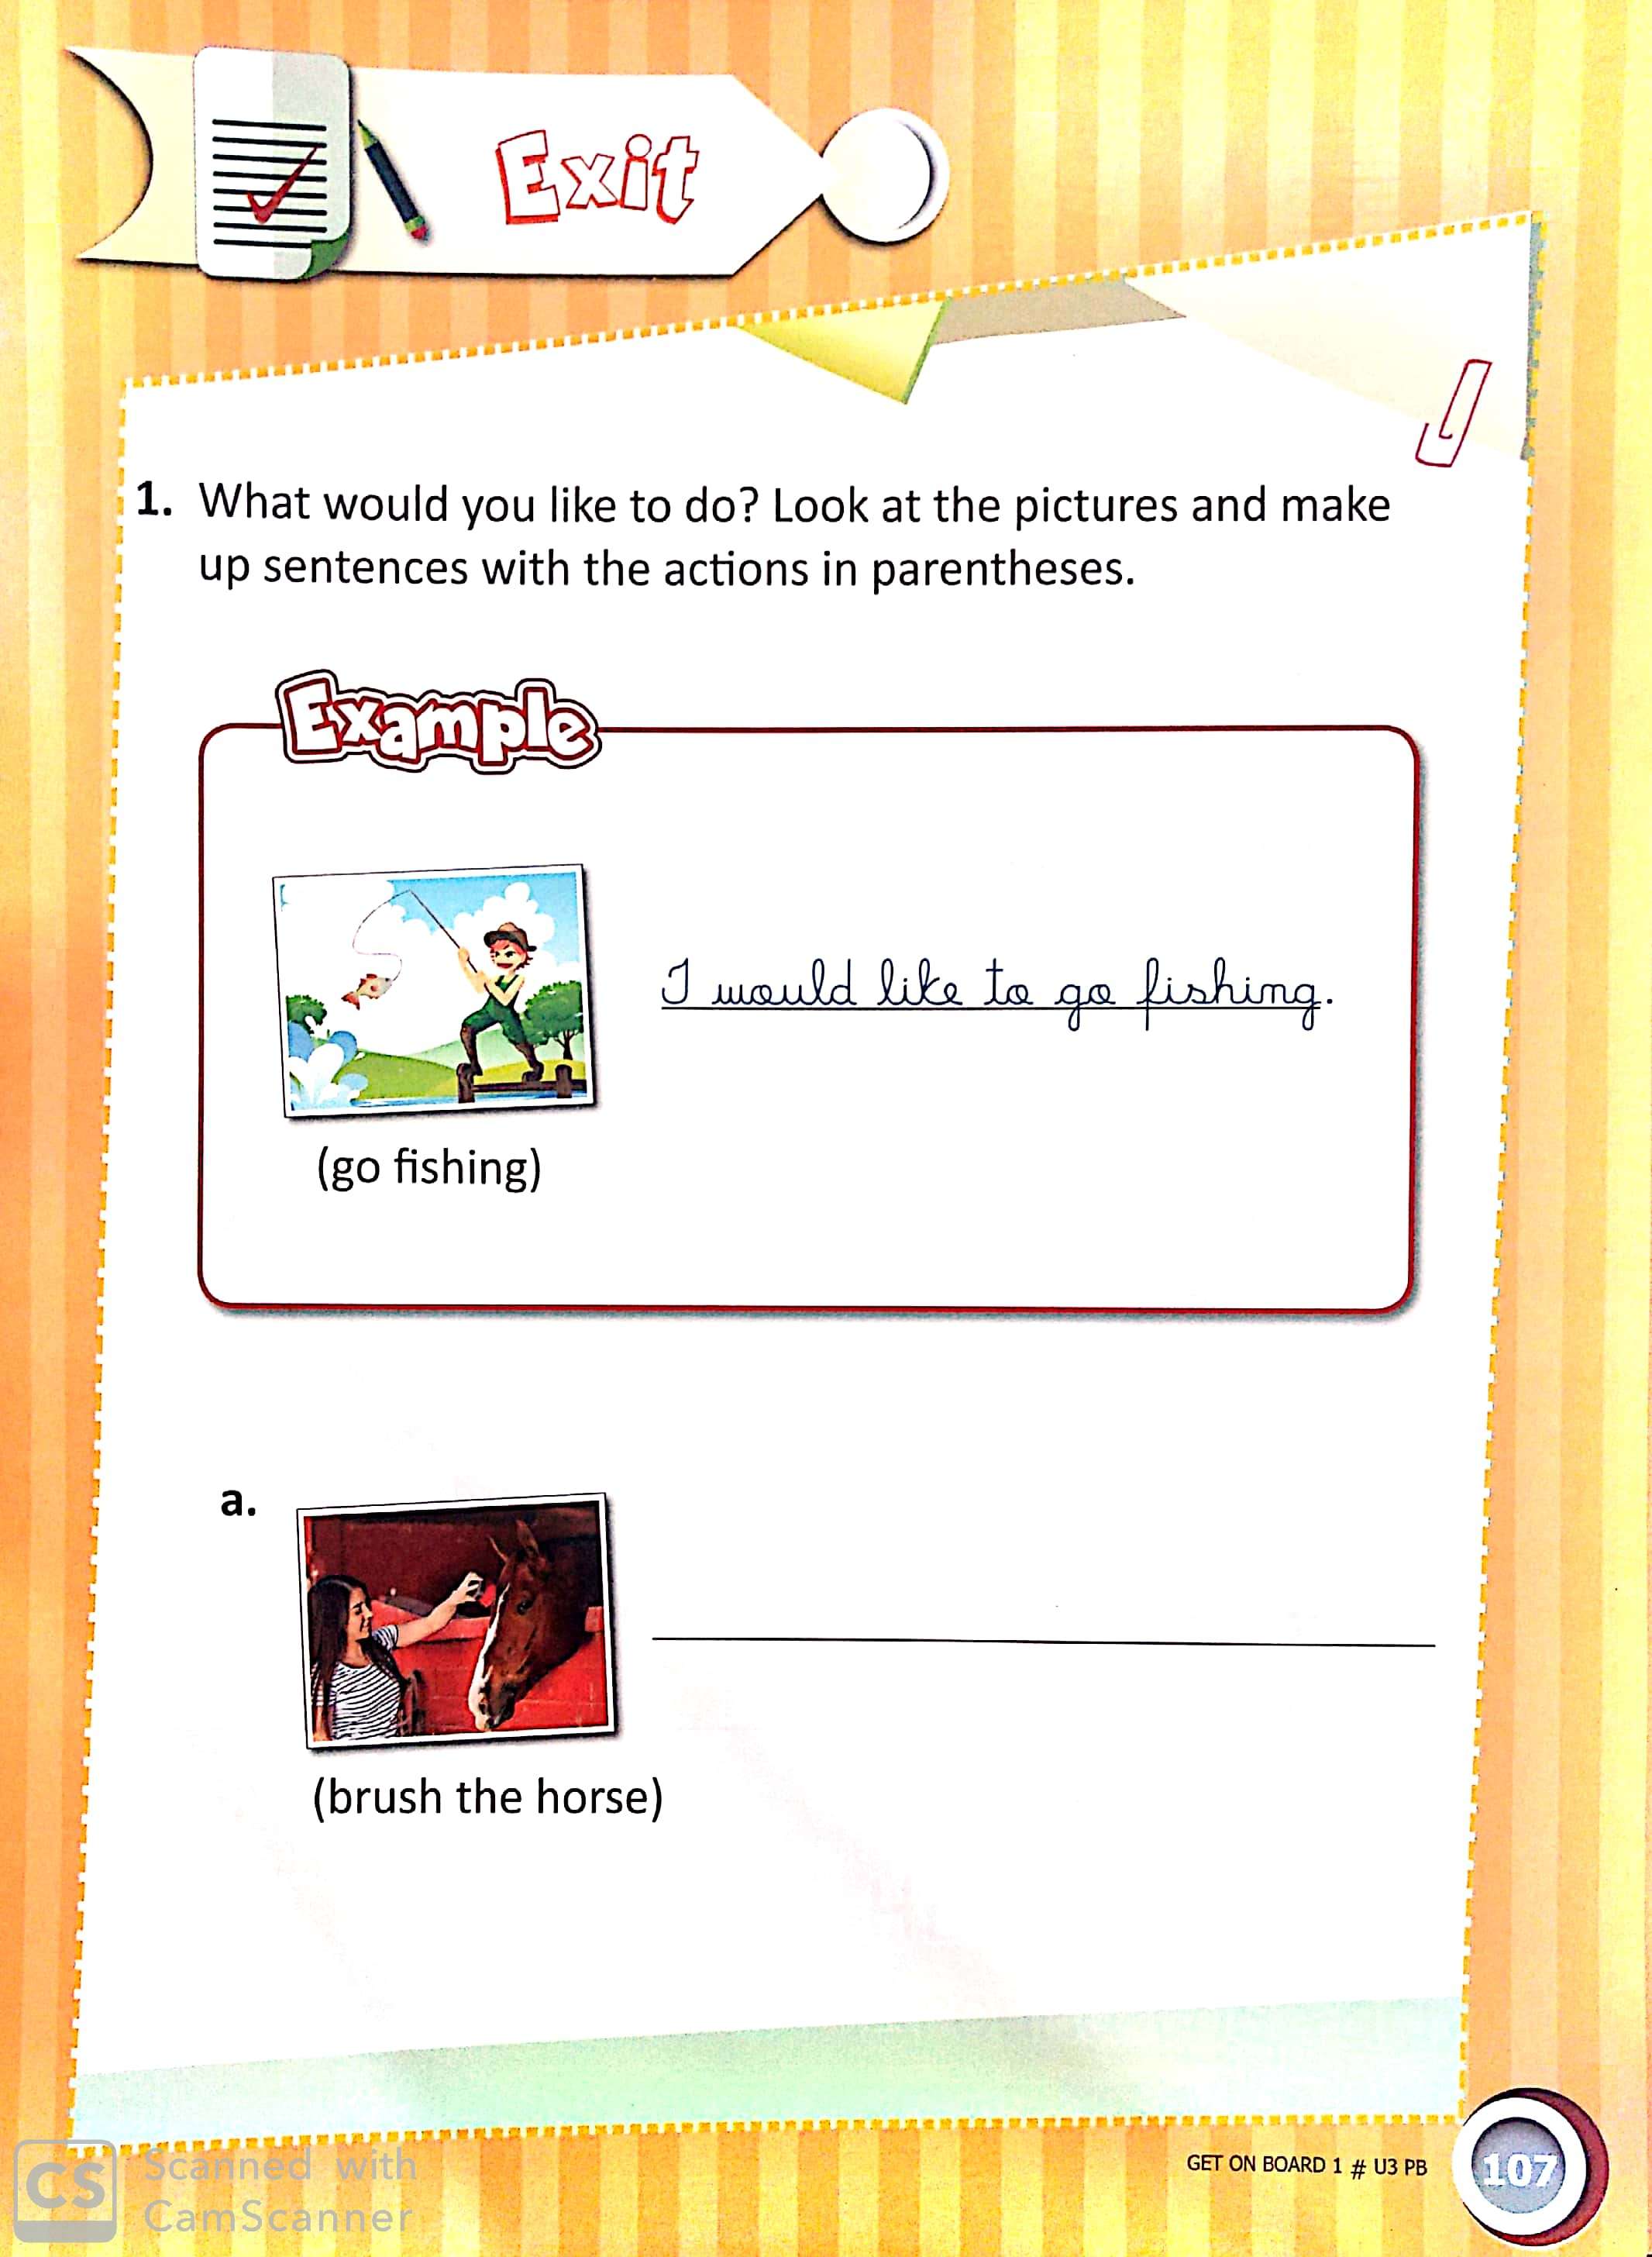 Exit
1. What would you like to do? Look at the pictures and make
up sentences with the actions in parentheses.
Example
I would like to go fishing.
(go fishing)
a.
(brush the horse)
GET ON BOARD 1 # U3 PB
107
CS
Scanned with
CamScanner